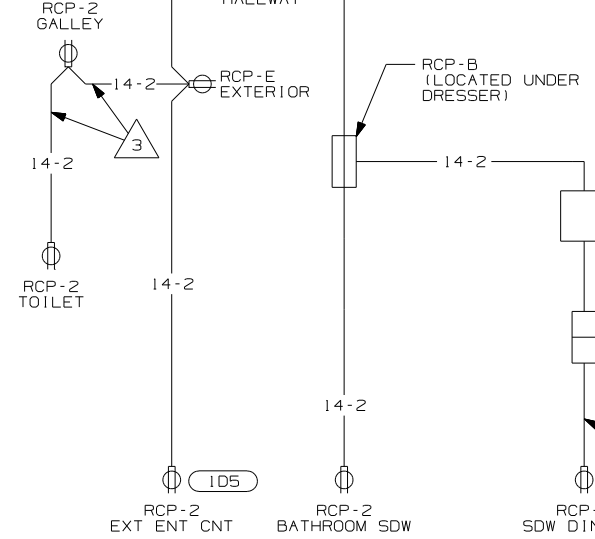 RCP-2
GALLEY
14-2
RCP-E
EXTERIOR
RCP-B
(LOCATED UNDER
DRESSER)
3
14-2
14-2
RCP-2
TOILET
14-2
14-2
1D5
RCP-2
EXT ENT CNT
RCP-2
BATHROOM SDW
RCP-
SDW DIN